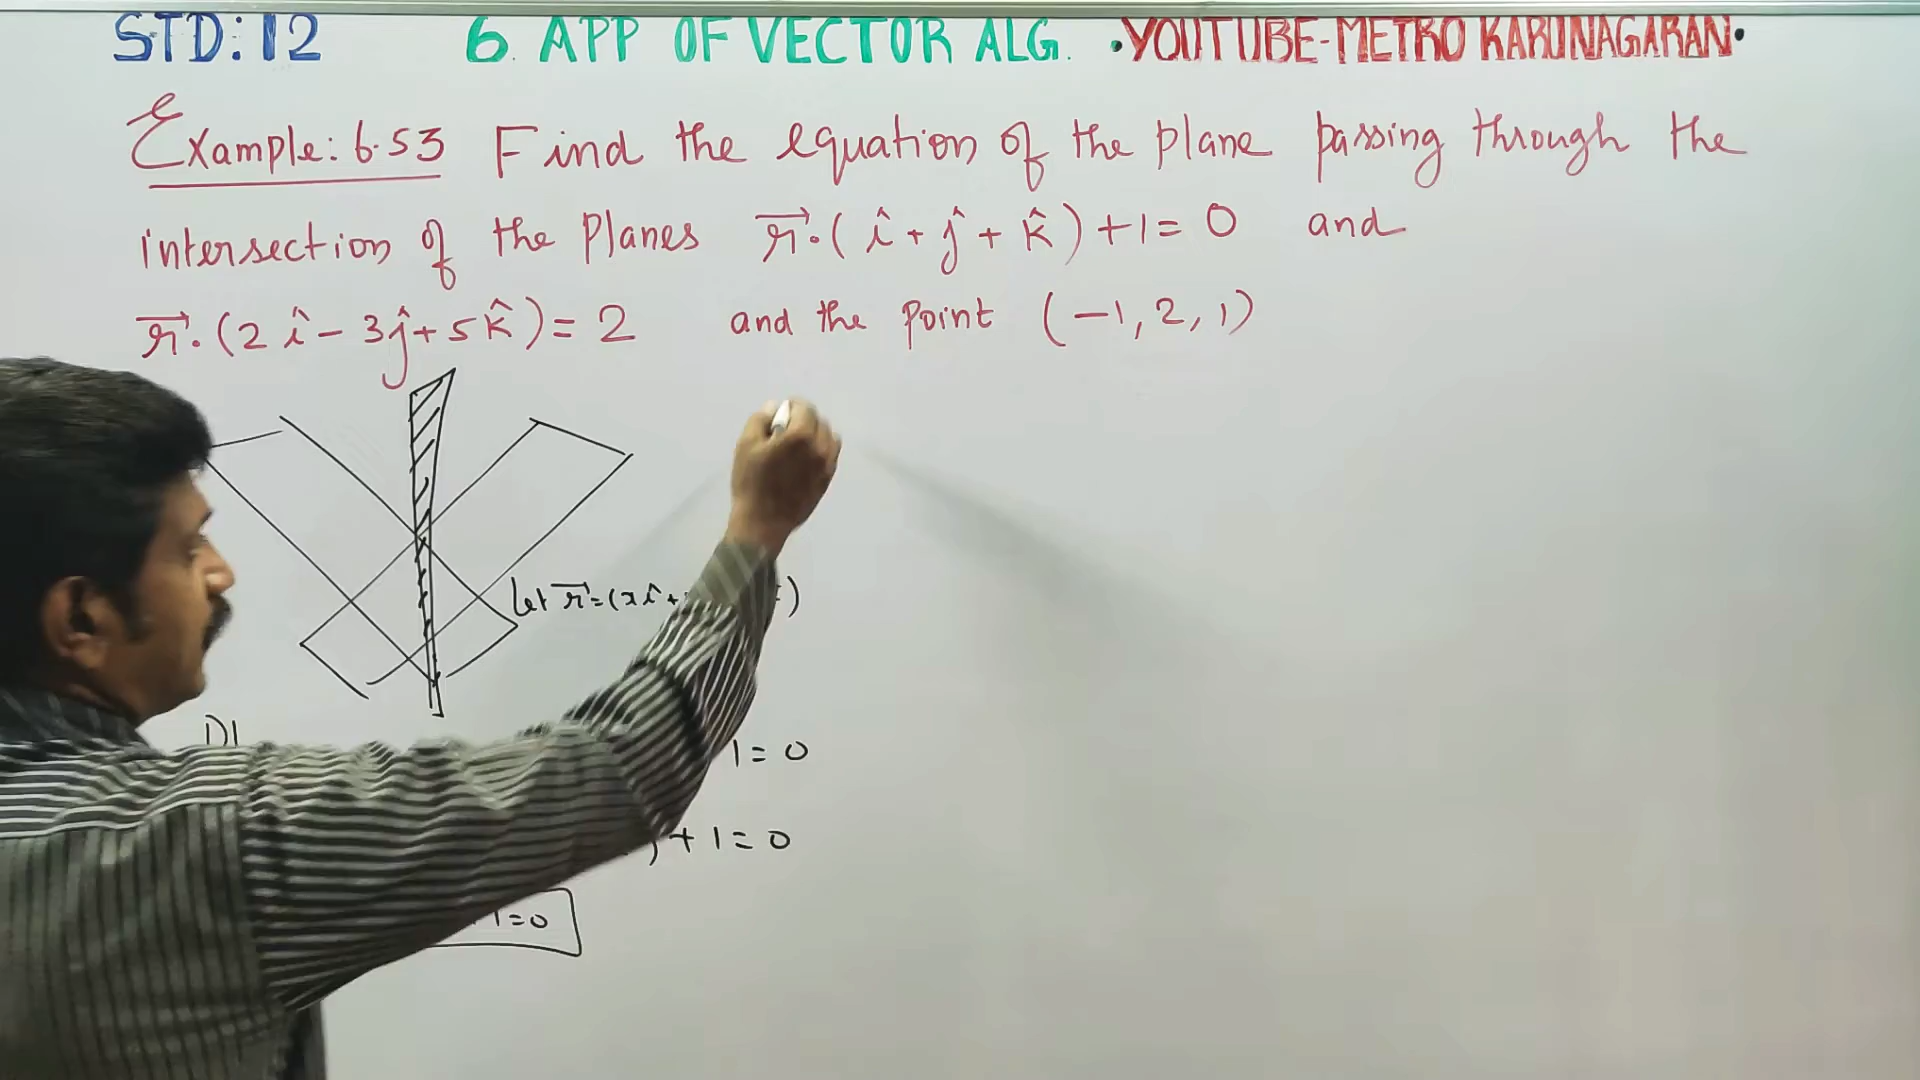 STD: 12 6. APP OF VECTOR ALG. •YOUTUBE-METRO KARUNAGARAN•
Example: 6.53 Find the equation of the plane passing through the
intersection of the planes r⃗·(î+ĵ+k̂)+1=0 and
r⃗·(2î-3ĵ+5k̂)=2 and the point (-1,2,1)
let r⃗=(xî+ )
1=0
)+1=0
1=0